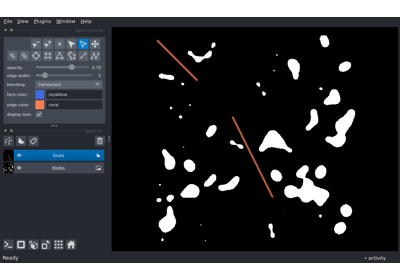 File View Plugins Window Help
opacity: 0.70
edge width: 5
blending: translucent
face color: royalblue
edge color: coral
display text:
lines
blobs
Ready
activity